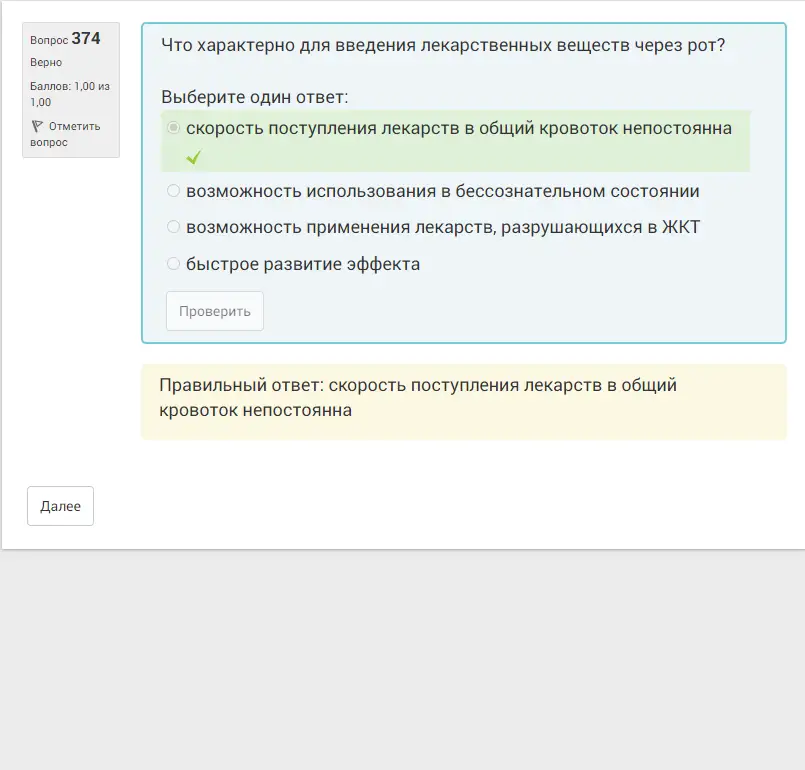 Вопрос 374
Верно
Баллов: 1,00 из
1,00
Отметить
вопрос
Что характерно для введения лекарственных веществ через рот?
Выберите один ответ:
скорость поступления лекарств в общий кровоток непостоянна
возможность использования в бессознательном состоянии
возможность применения лекарств, разрушающихся в ЖКТ
быстрое развитие эффекта
Проверить
Правильный ответ: скорость поступления лекарств в общий
кровоток непостоянна
Далее